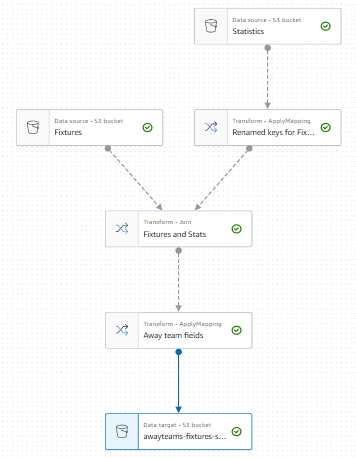 Data source - S3 bucket
Statistics
Data source - S3 bucket
Fixtures
Transform - ApplyMapping
Renamed keys for Fix...
Transform - Join
Fixtures and Stats
Transform - ApplyMapping
Away team fields
Data target - S3 bucket
awayteams-fixtures-s...